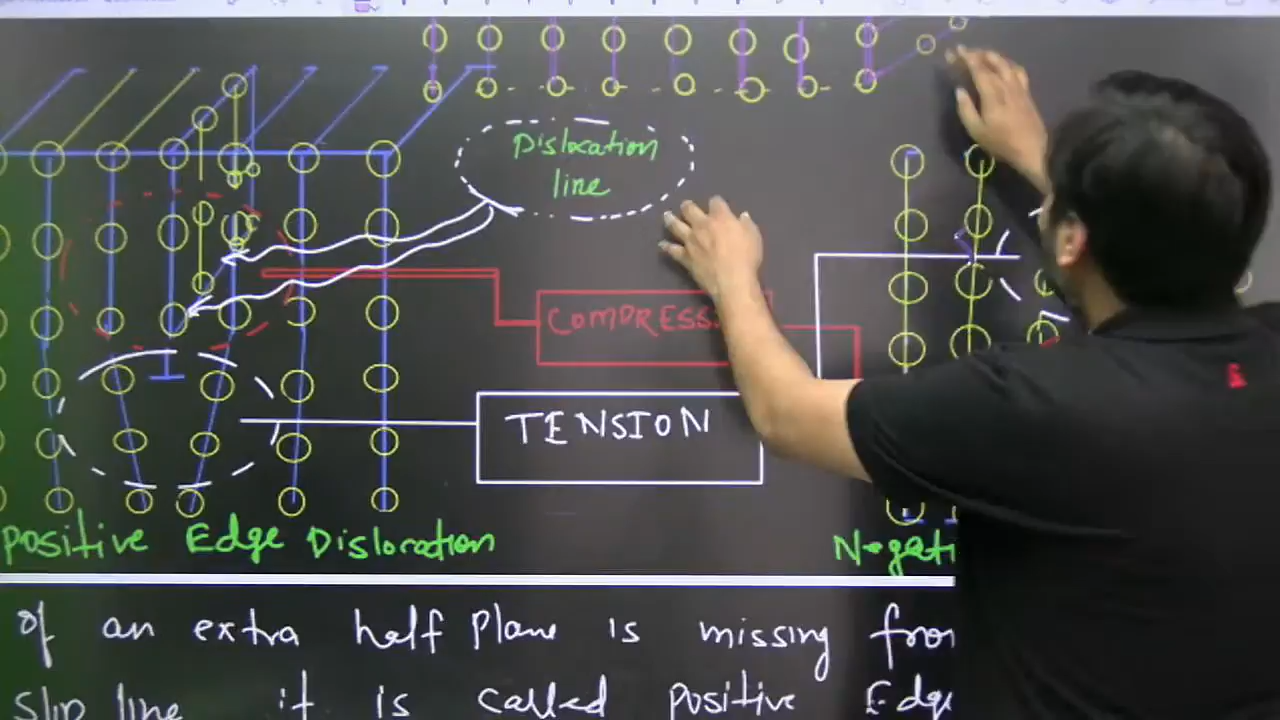 Dislocation
line
COMPRESS
TENSION
Positive Edge Dislocation
Negati
of an extra half plane is missing from
slip line it is called positive Edge